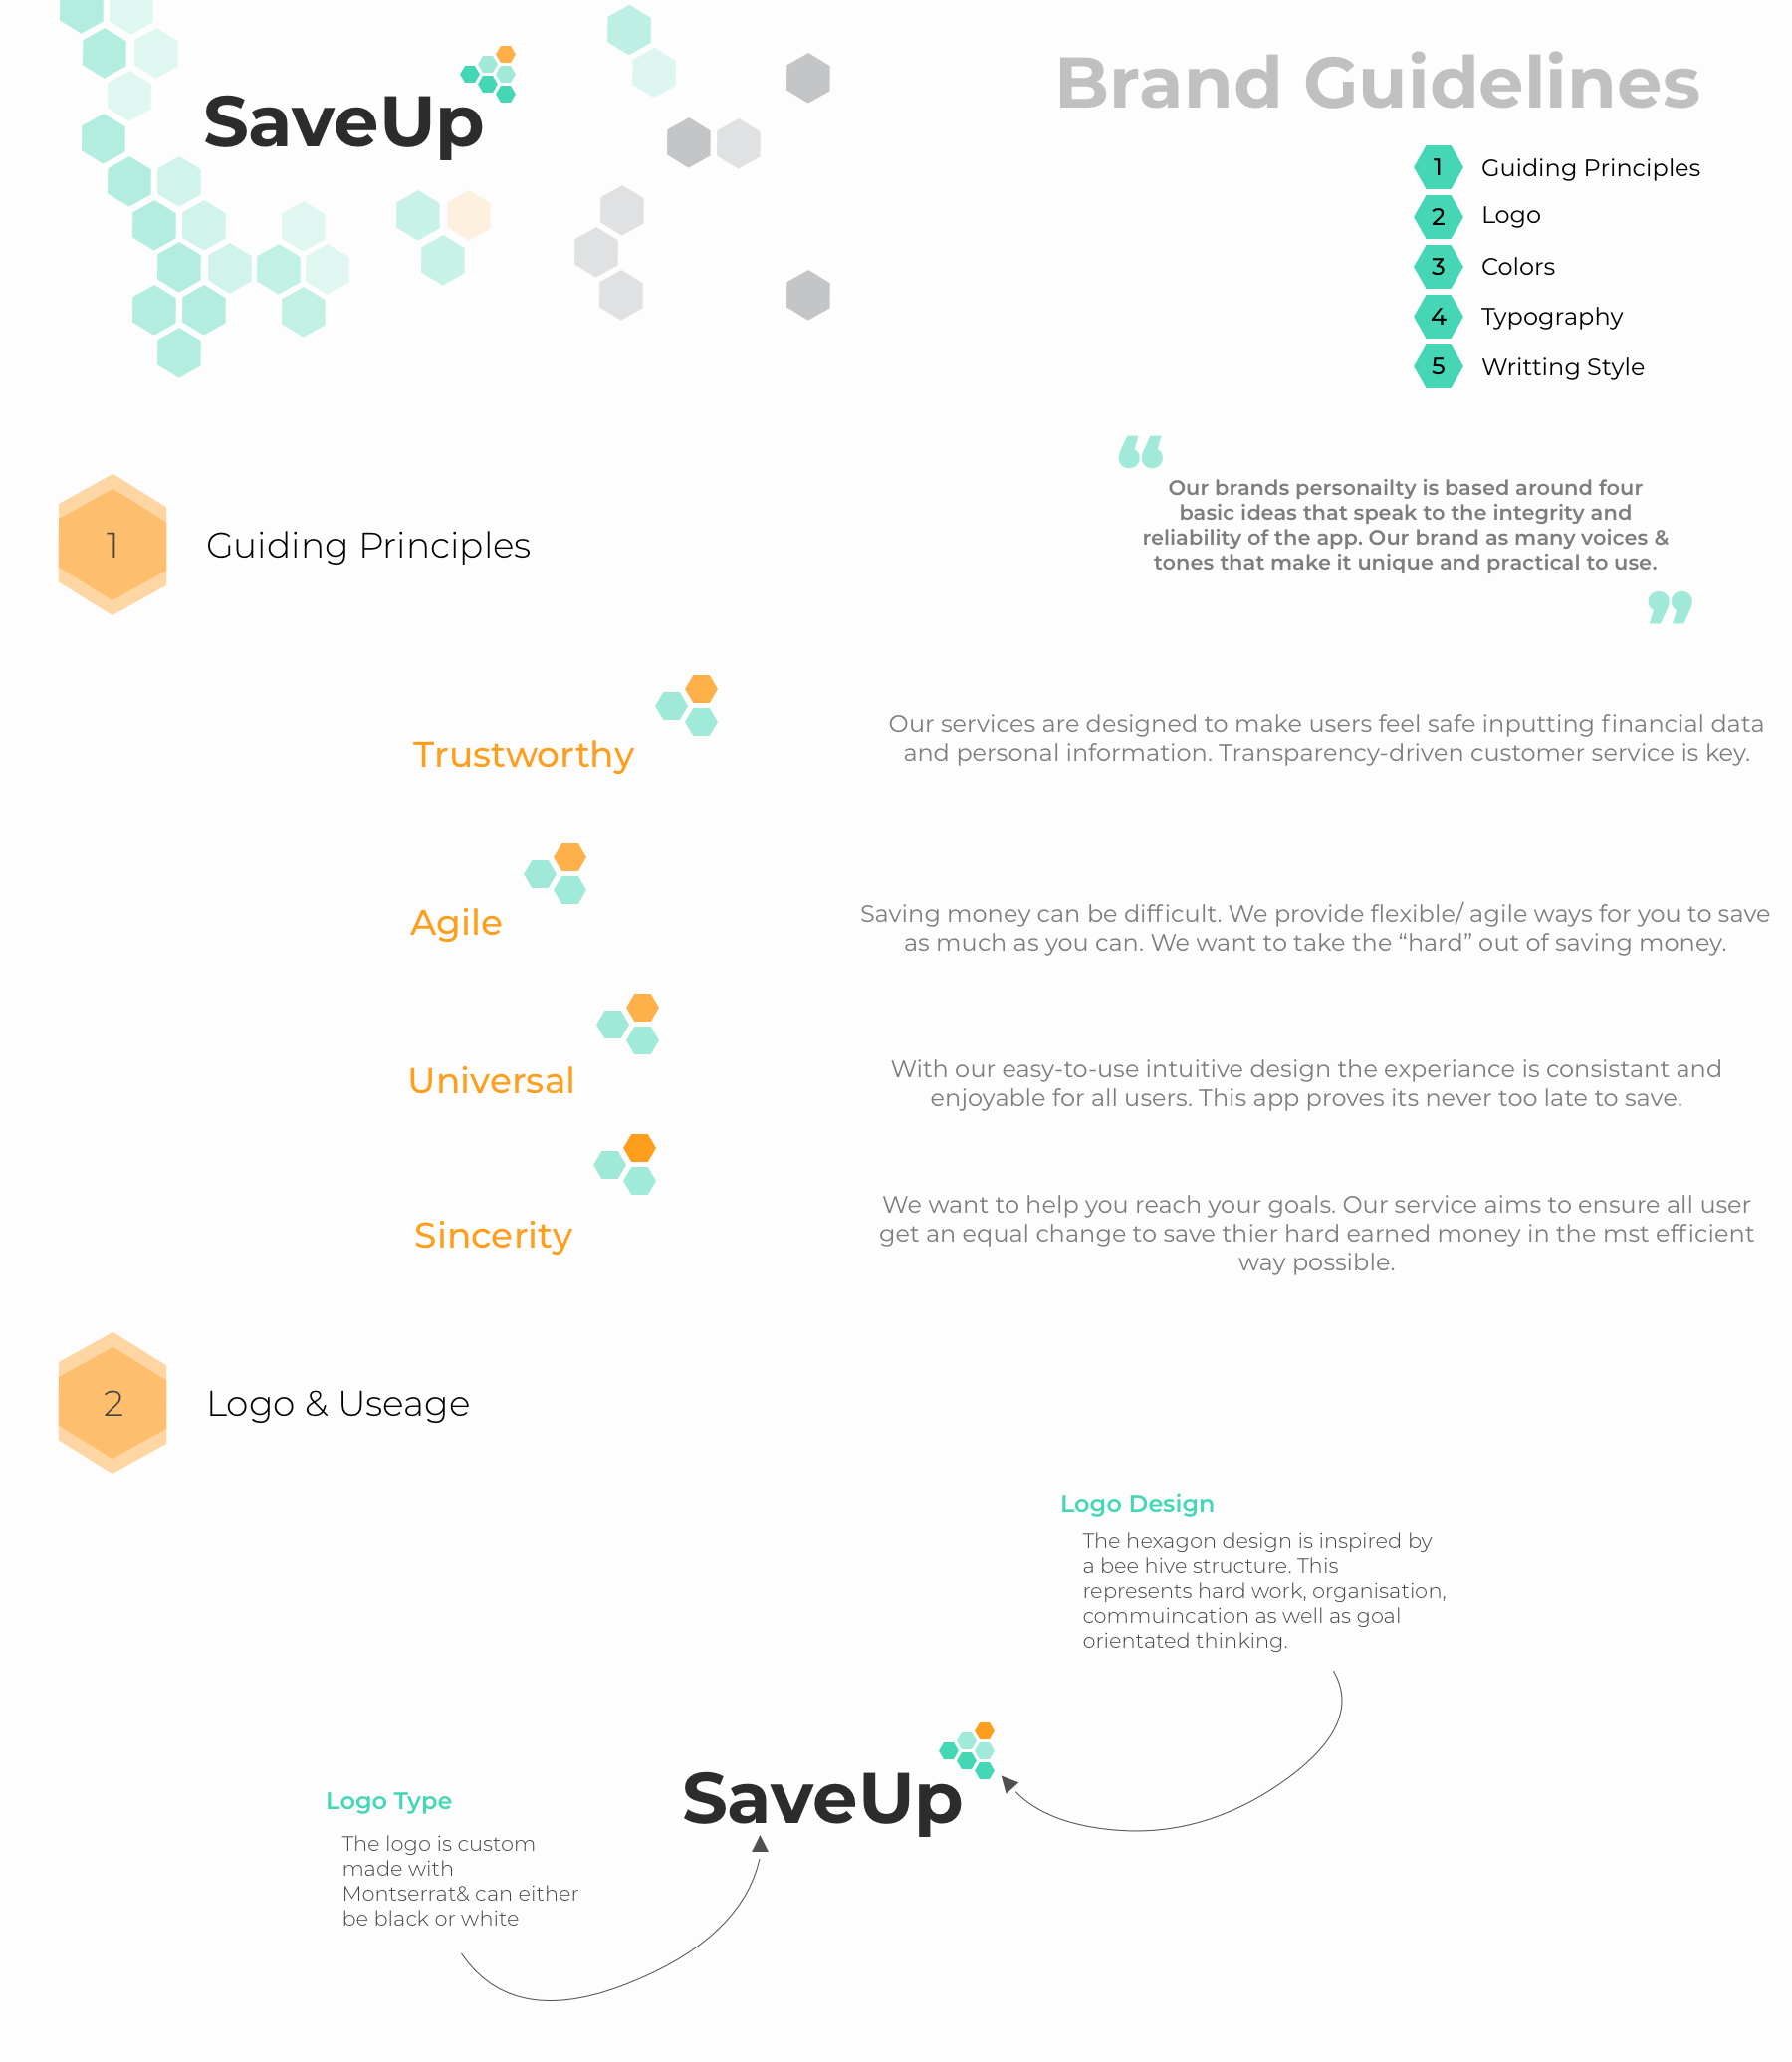 SaveUp
Brand Guidelines
1 Guiding Principles
2 Logo
3 Colors
4 Typography
5 Writting Style
“
Our brands personailty is based around four
basic ideas that speak to the integrity and
reliability of the app. Our brand as many voices &
tones that make it unique and practical to use.
”
1 Guiding Principles
Trustworthy
Our services are designed to make users feel safe inputting financial data
and personal information. Transparency-driven customer service is key.
Agile
Saving money can be difficult. We provide flexible/ agile ways for you to save
as much as you can. We want to take the “hard” out of saving money.
Universal
With our easy-to-use intuitive design the experiance is consistant and
enjoyable for all users. This app proves its never too late to save.
Sincerity
We want to help you reach your goals. Our service aims to ensure all user
get an equal change to save thier hard earned money in the mst efficient
way possible.
2 Logo & Useage
Logo Design
The hexagon design is inspired by
a bee hive structure. This
represents hard work, organisation,
commuincation as well as goal
orientated thinking.
SaveUp
Logo Type
The logo is custom
made with
Montserrat& can either
be black or white